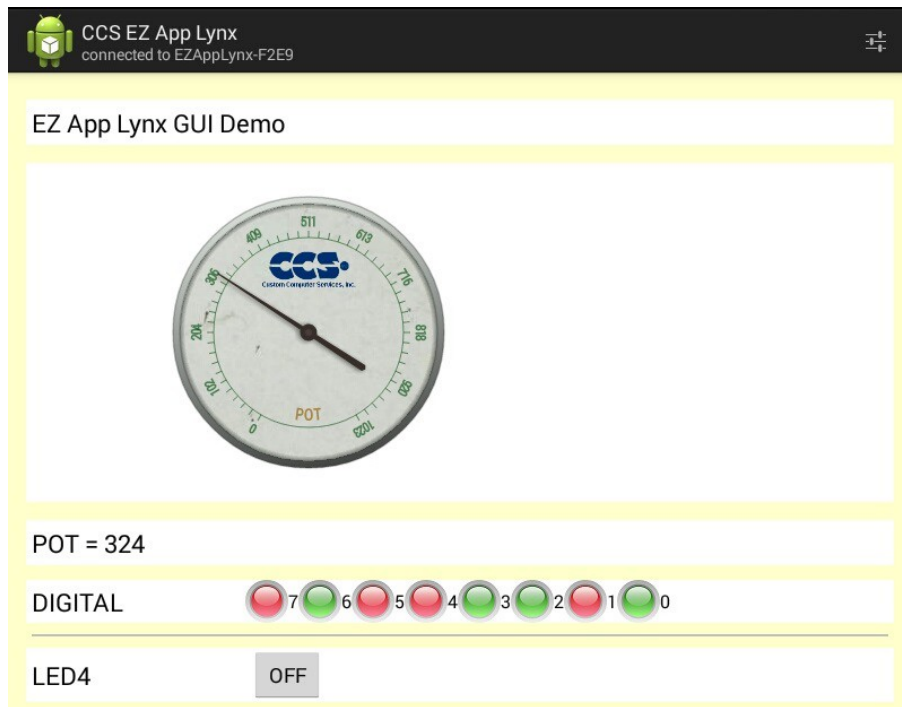 CCS EZ App Lynx
connected to EZAppLynx-F2E9
EZ App Lynx GUI Demo
511
409
613
306
716
204
818
102
920
0
1023
CCS
Custom Computer Services, Inc.
POT
POT = 324
DIGITAL 7 6 5 4 3 2 1 0
LED4 OFF